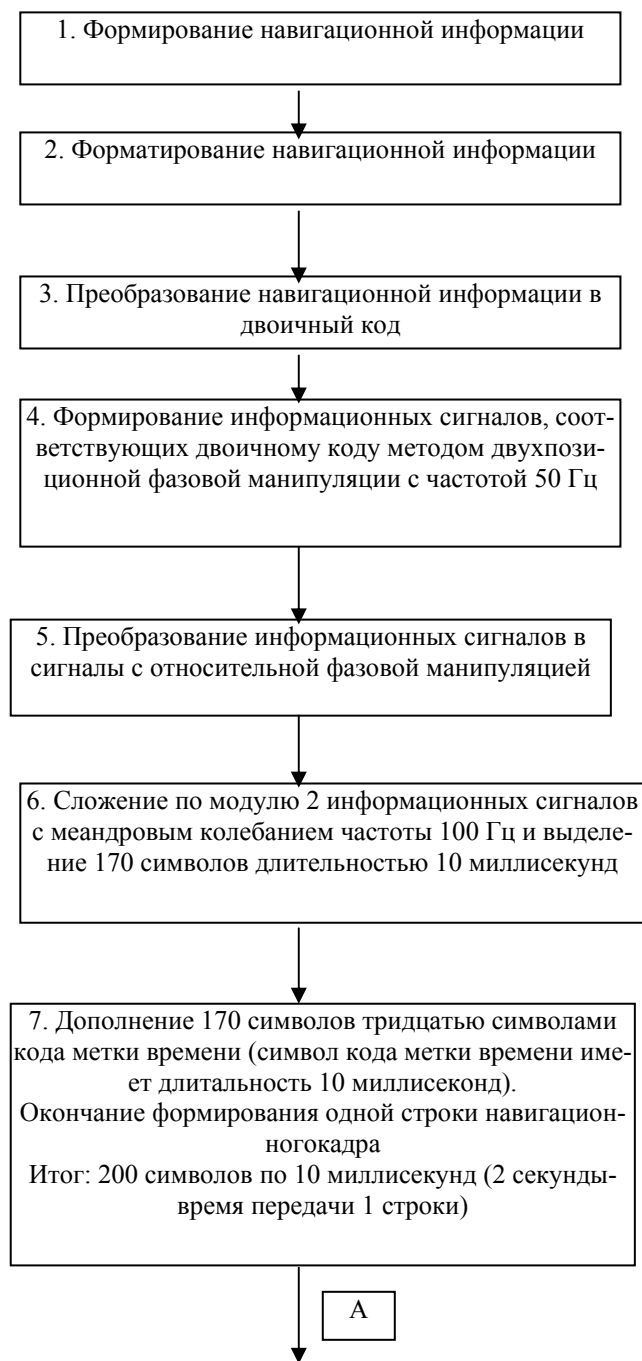 1. Формирование навигационной информации
2. Форматирование навигационной информации
3. Преобразование навигационной информации в
двоичный код
4. Формирование информационных сигналов, соот-
ветствующих двоичному коду методом двухпози-
ционной фазовой манипуляции с частотой 50 Гц
5. Преобразование информационных сигналов в
сигналы с относительной фазовой манипуляцией
6. Сложение по модулю 2 информационных сигналов
с меандровым колебанием частоты 100 Гц и выделе-
ние 170 символов длительностью 10 миллисекунд
7. Дополнение 170 символов тридцатью символами
кода метки времени (символ кода метки времени име-
ет длитальность 10 миллисеконд).
Окончание формирования одной строки навигацион-
ногокадра
Итог: 200 символов по 10 миллисекунд (2 секунды-
время передачи 1 строки)
А